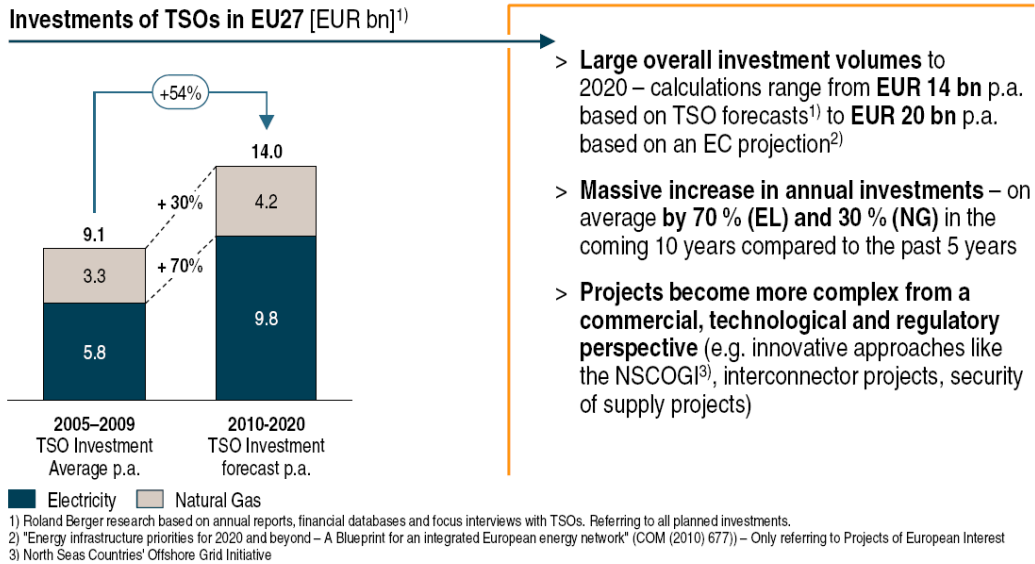 Investments of TSOs in EU27 [EUR bn]1)
+54%
14.0
+ 30%
4.2
9.1
+ 70%
3.3
9.8
5.8
2005–2009
TSO Investment
Average p.a.
2010-2020
TSO Investment
forecast p.a.
Electricity
Natural Gas
> Large overall investment volumes to
2020 – calculations range from EUR 14 bn p.a.
based on TSO forecasts1) to EUR 20 bn p.a.
based on an EC projection2)
> Massive increase in annual investments – on
average by 70 % (EL) and 30 % (NG) in the
coming 10 years compared to the past 5 years
> Projects become more complex from a
commercial, technological and regulatory
perspective (e.g. innovative approaches like
the NSCOGI3), interconnector projects, security
of supply projects)
1) Roland Berger research based on annual reports, financial databases and focus interviews with TSOs. Referring to all planned investments.
2) "Energy infrastructure priorities for 2020 and beyond – A Blueprint for an integrated European energy network" (COM (2010) 677)) – Only referring to Projects of European Interest
3) North Seas Countries' Offshore Grid Initiative